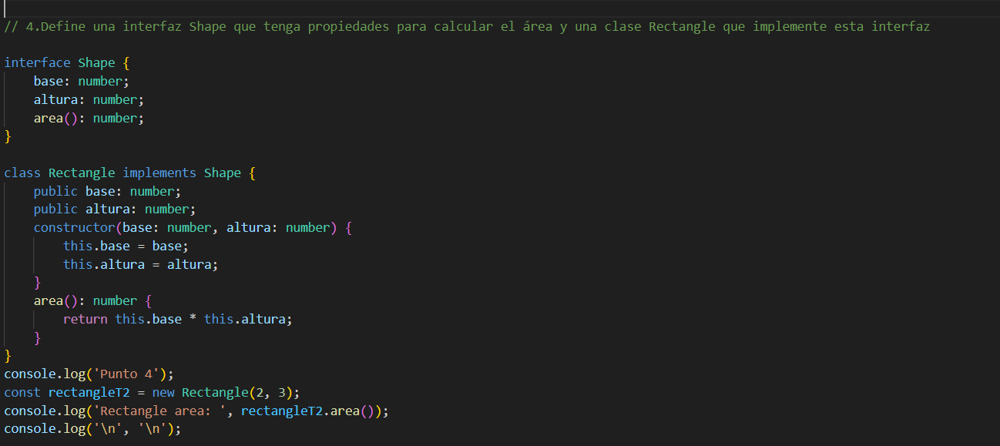 // 4.Define una interfaz Shape que tenga propiedades para calcular el área y una clase Rectangle que implemente esta interfaz
interface Shape {
    base: number;
    altura: number;
    area(): number;
}
class Rectangle implements Shape {
    public base: number;
    public altura: number;
    constructor(base: number, altura: number) {
        this.base = base;
        this.altura = altura;
    }
    area(): number {
        return this.base * this.altura;
    }
}
console.log('Punto 4');
const rectangleT2 = new Rectangle(2, 3);
console.log('Rectangle area: ', rectangleT2.area());
console.log('\n', '\n');